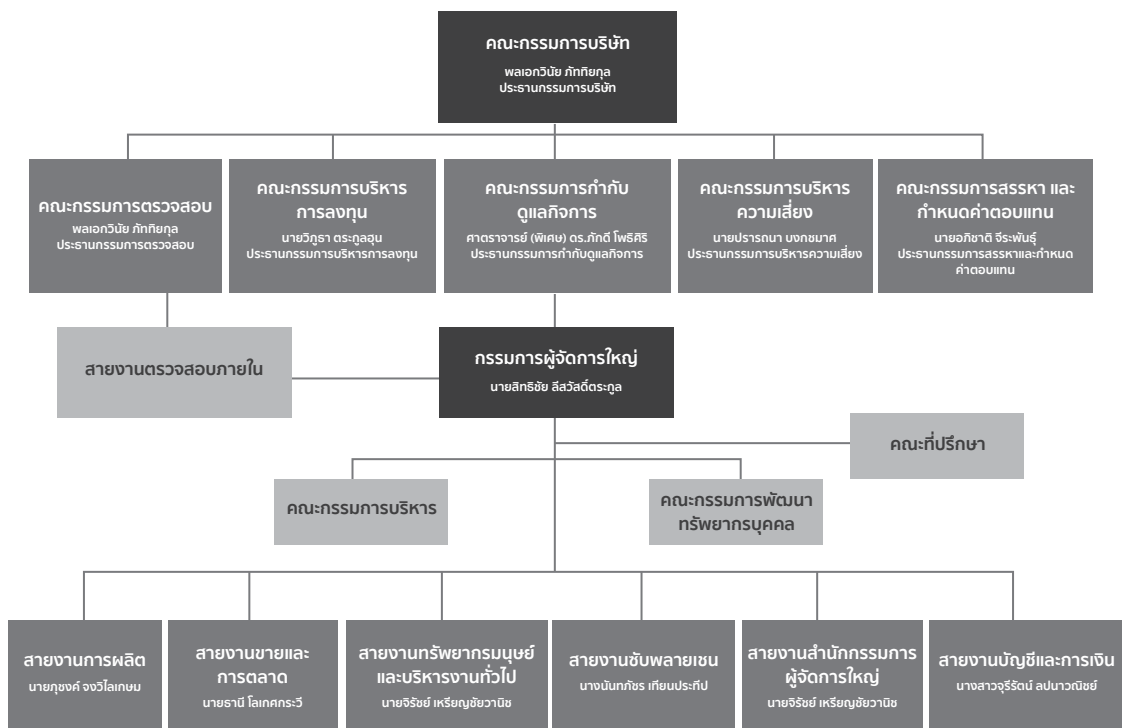 คณะกรรมการบริษัท
พลเอกวินัย ภัททิยกุล
ประธานกรรมการบริษัท
คณะกรรมการตรวจสอบ
พลเอกวินัย ภัททิยกุล
ประธานกรรมการตรวจสอบ
คณะกรรมการบริหาร
การลงทุน
นายวิภูธา ตระกูลฮุน
ประธานกรรมการบริหารการลงทุน
คณะกรรมการกำกับ
ดูแลกิจการ
ศาตราจารย์ (พิเศษ) ดร.ภักดี โพธิศิริ
ประธานกรรมการกำกับดูแลกิจการ
คณะกรรมการบริหาร
ความเสี่ยง
นายปรารถนา บงกชมาศ
ประธานกรรมการบริหารความเสี่ยง
คณะกรรมการสรรหา และ
กำหนดค่าตอบแทน
นายอภิชาติ จีระพันธุ์
ประธานกรรมการสรรหาและกำหนด
ค่าตอบแทน
สายงานตรวจสอบภายใน
กรรมการผู้จัดการใหญ่
นายสิทธิชัย ลีสวัสดิ์ตระกูล
คณะที่ปรึกษา
คณะกรรมการบริหาร
คณะกรรมการพัฒนา
ทรัพยากรบุคคล
สายงานการผลิต
นายภุชงค์ จงวิไลเกษม
สายงานขายและ
การตลาด
นายธานี โลเกศกระวี
สายงานทรัพยากรมนุษย์
และบริหารงานทั่วไป
นายจิรัชย์ เหรียญชัยวานิช
สายงานซับพลายเชน
นางนันทภัชร เทียนประทีป
สายงานสำนักกรรมการ
ผู้จัดการใหญ่
นายจิรัชย์ เหรียญชัยวานิช
สายงานบัญชีและการเงิน
นางสาวจุรีรัตน์ ลปนาวณิชย์